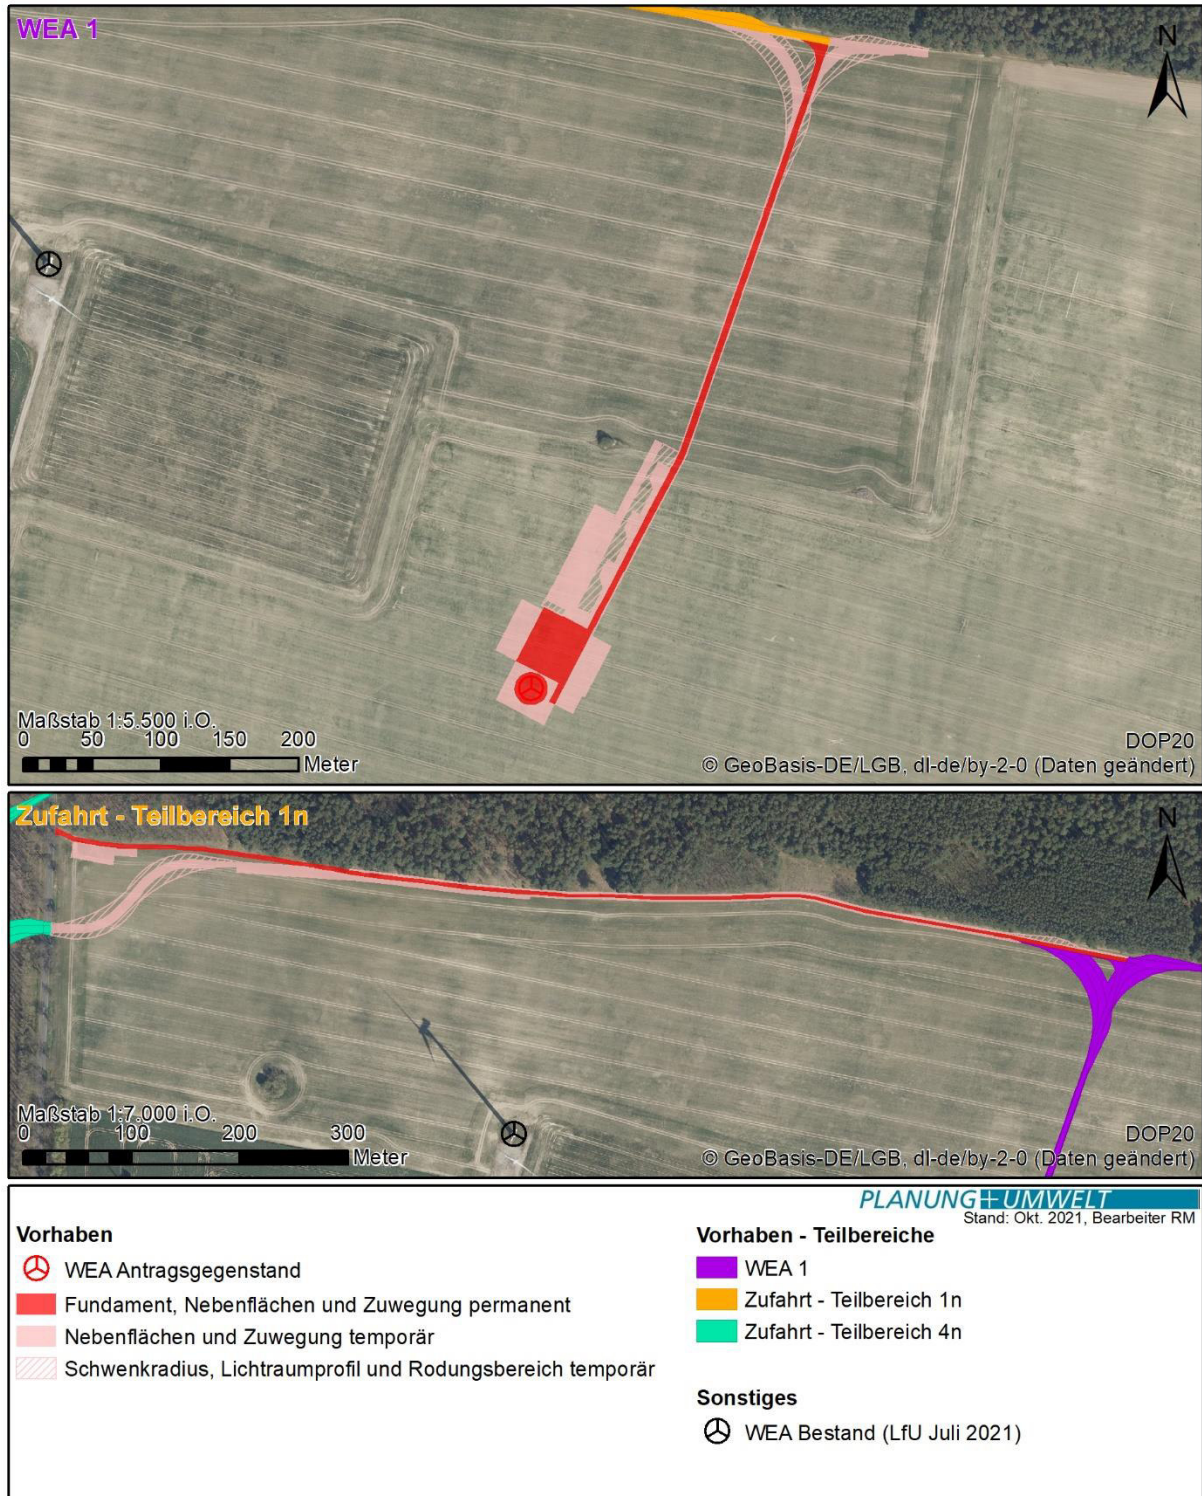 WEA 1
N
Maßstab 1:5.500 i.O.
0 50 100 150 200
Meter
DOP20
© GeoBasis-DE/LGB, dl-de/by-2-0 (Daten geändert)
Zufahrt - Teilbereich 1n
N
Maßstab 1:7.000 i.O.
0 100 200 300
Meter
DOP20
© GeoBasis-DE/LGB, dl-de/by-2-0 (Daten geändert)
PLANUNG+UMWELT
Stand: Okt. 2021, Bearbeiter RM
Vorhaben
WEA Antragsgegenstand
Fundament, Nebenflächen und Zuwegung permanent
Nebenflächen und Zuwegung temporär
Schwenkradius, Lichtraumprofil und Rodungsbereich temporär
Vorhaben - Teilbereiche
WEA 1
Zufahrt - Teilbereich 1n
Zufahrt - Teilbereich 4n
Sonstiges
WEA Bestand (LfU Juli 2021)